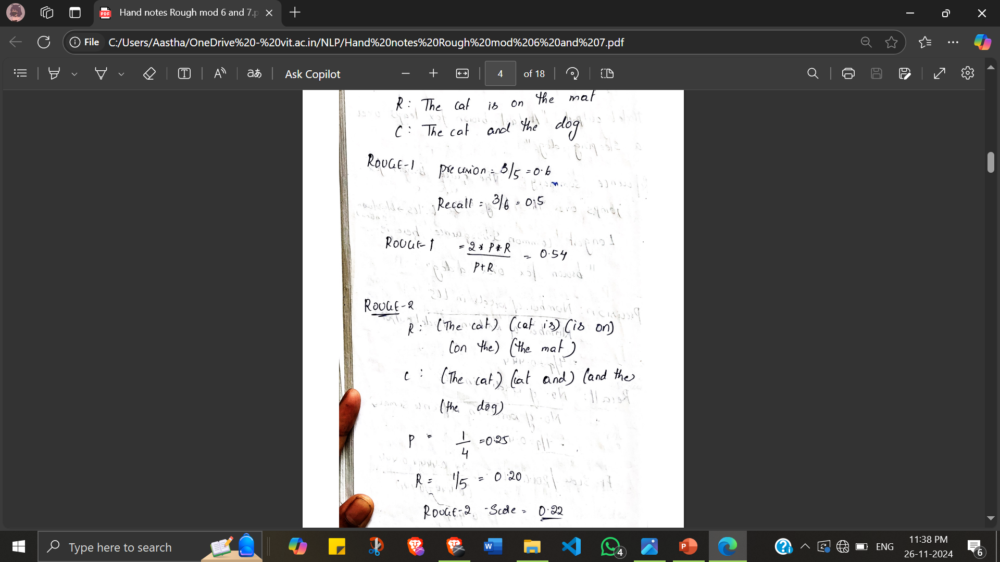 Hand notes Rough mod 6 and 7.p
File C:/Users/Aastha/OneDrive%20-%20vit.ac.in/NLP/Hand%20notes%20Rough%20mod%206%20and%207.pdf
Ask Copilot 4 of 18
R: The cat is on the mat
C: The cat and the dog
ROUGE-1 precision = 3/5 = 0.6
Recall = 3/6 = 0.5
ROUGE-1 = 2 * P * R / P+R = 0.54
ROUGE-2
R: (The cat) (cat is) (is on)
(on the) (the mat)
C: (The cat) (cat and) (and the
(the dog)
P = 1/4 = 0.25
R = 1/5 = 0.20
ROUGE-2 -Score = 0.22
Type here to search
4
ENG
11:38 PM
26-11-2024
6